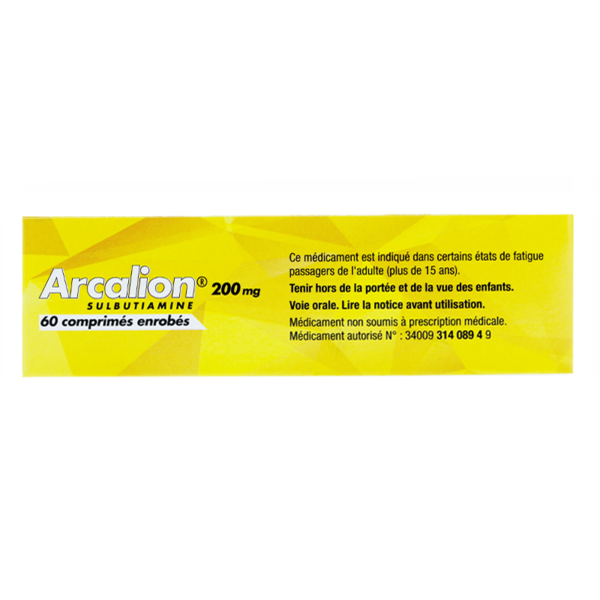 Arcalion® 200 mg
SULBUTIAMINE
60 comprimés enrobés
Ce médicament est indiqué dans certains états de fatigue
passagers de l'adulte (plus de 15 ans).
Tenir hors de la portée et de la vue des enfants.
Voie orale. Lire la notice avant utilisation.
Médicament non soumis à prescription médicale.
Médicament autorisé N° : 34009 314 089 4 9